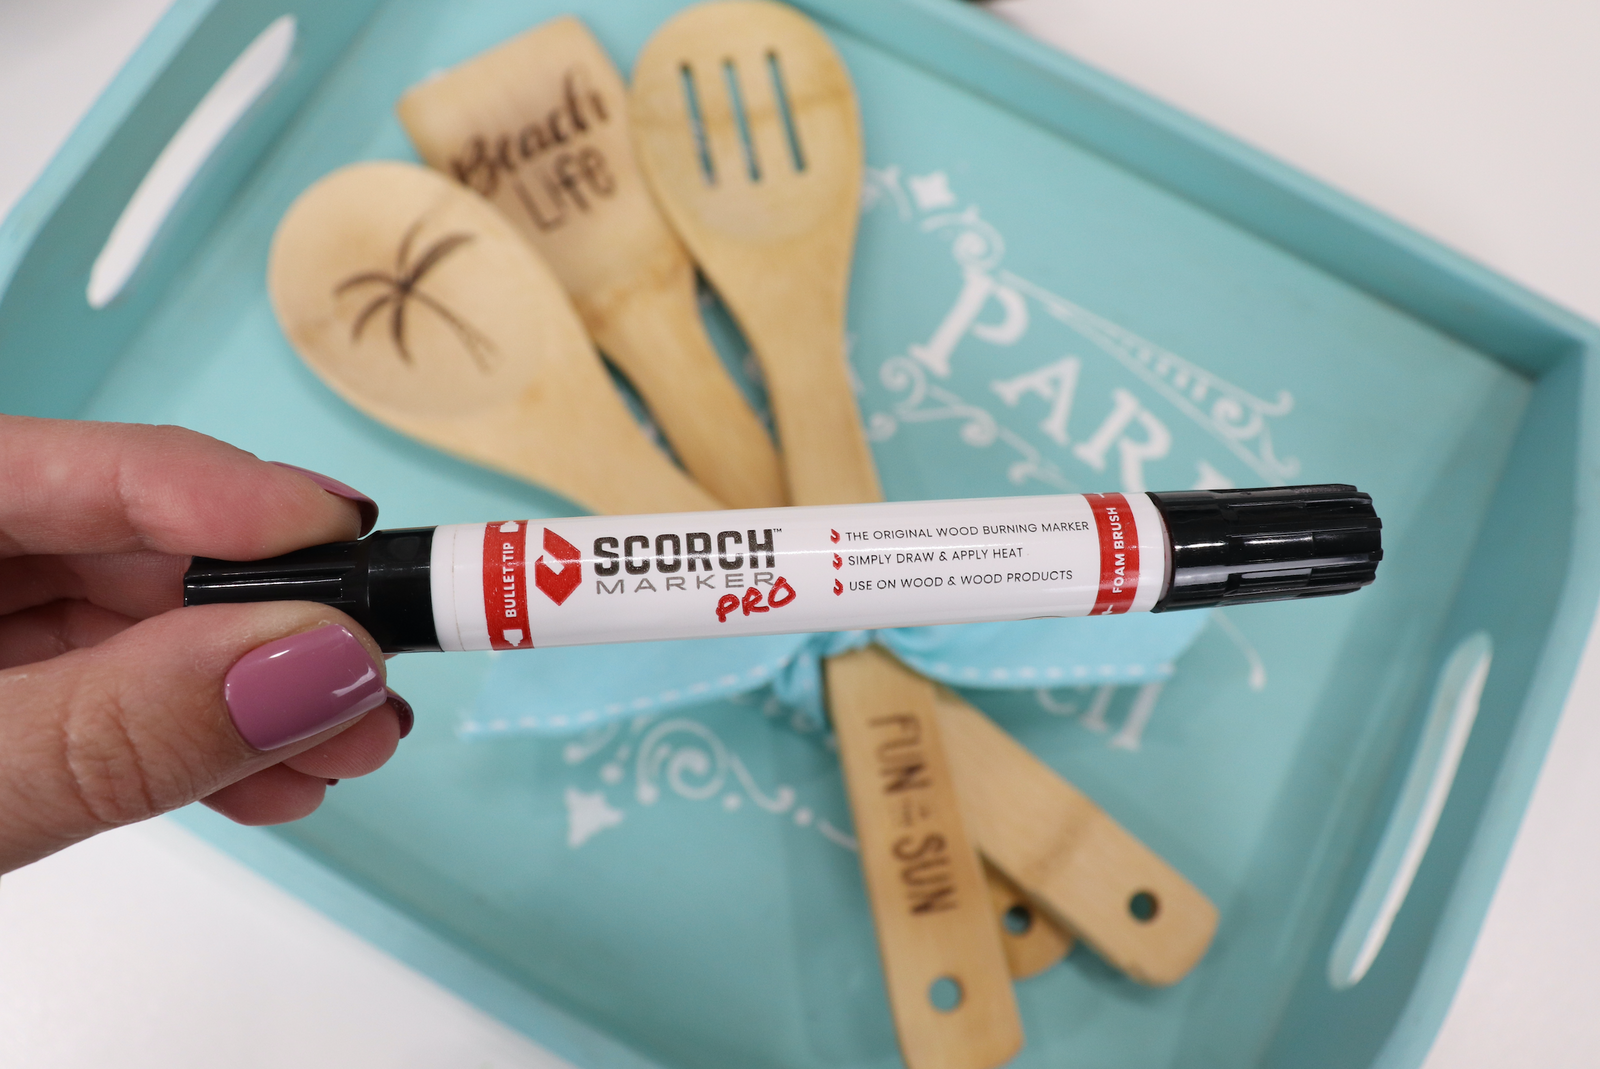 Beach
Life
PAR
BULLET TIP
SCORCH™
MARKER
PRO
THE ORIGINAL WOOD BURNING MARKER
SIMPLY DRAW & APPLY HEAT
USE ON WOOD & WOOD PRODUCTS
FOAM BRUSH
FUN
SUN